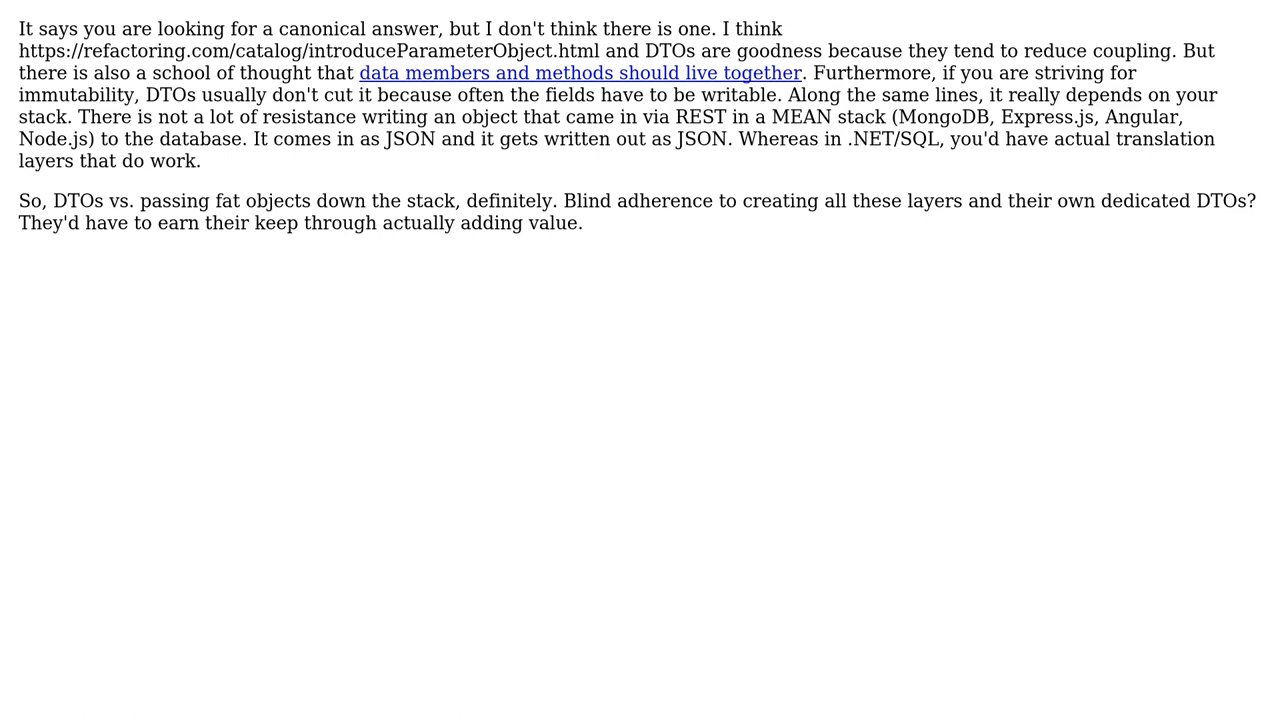 It says you are looking for a canonical answer, but I don't think there is one. I think
https://refactoring.com/catalog/introduceParameterObject.html and DTOs are goodness because they tend to reduce coupling. But
there is also a school of thought that data members and methods should live together. Furthermore, if you are striving for
immutability, DTOs usually don't cut it because often the fields have to be writable. Along the same lines, it really depends on your
stack. There is not a lot of resistance writing an object that came in via REST in a MEAN stack (MongoDB, Express.js, Angular,
Node.js) to the database. It comes in as JSON and it gets written out as JSON. Whereas in .NET/SQL, you'd have actual translation
layers that do work.
So, DTOs vs. passing fat objects down the stack, definitely. Blind adherence to creating all these layers and their own dedicated DTOs?
They'd have to earn their keep through actually adding value.